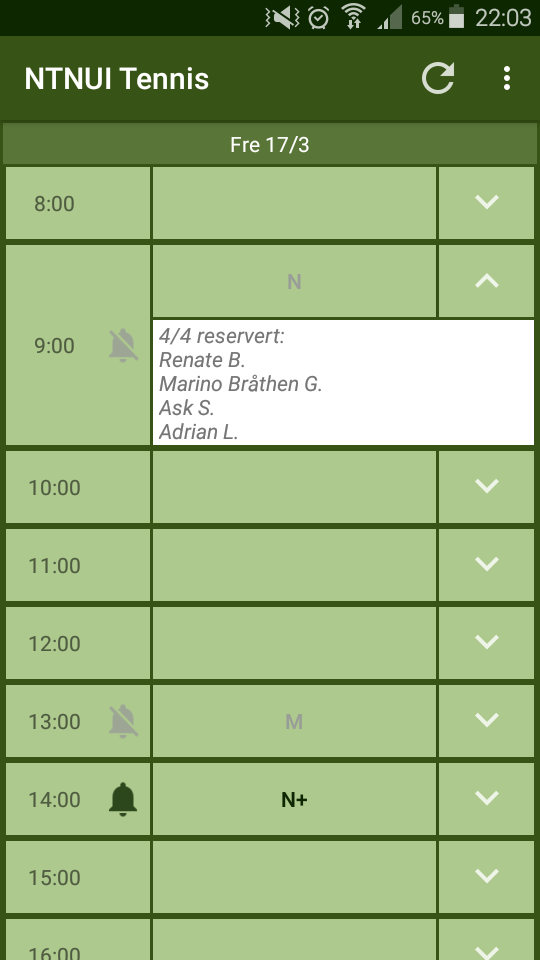 65% 22:03
NTNUI Tennis
Fre 17/3
8:00
9:00 N
4/4 reservert:
Renate B.
Marino Bråthen G.
Ask S.
Adrian L.
10:00
11:00
12:00
13:00 M
14:00 N+
15:00
16:00